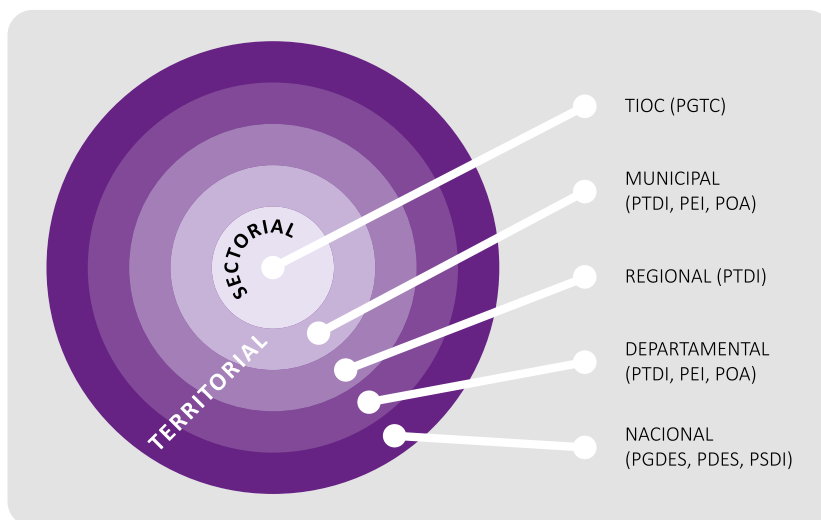 SECTORIAL
TERRITORIAL
TIOC (PGTC)
MUNICIPAL
(PTDI, PEI, POA)
REGIONAL (PTDI)
DEPARTAMENTAL
(PTDI, PEI, POA)
NACIONAL
(PGDES, PDES, PSDI)